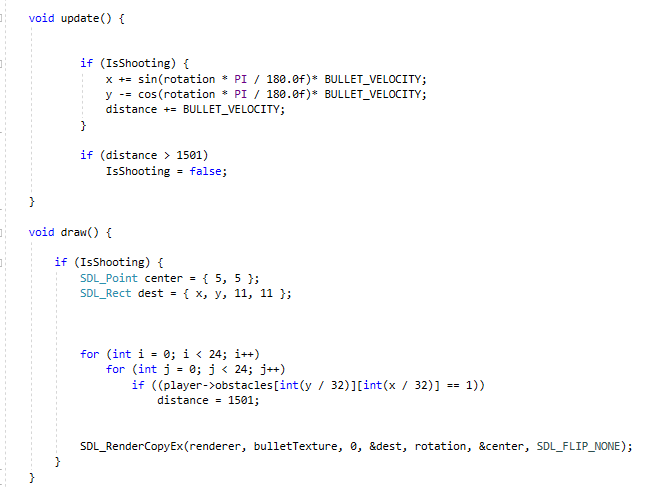 void update() {
if (IsShooting) {
x += sin(rotation * PI / 180.0f)* BULLET_VELOCITY;
y -= cos(rotation * PI / 180.0f)* BULLET_VELOCITY;
distance += BULLET_VELOCITY;
}
if (distance > 1501)
IsShooting = false;
}
void draw() {
if (IsShooting) {
SDL_Point center = { 5, 5 };
SDL_Rect dest = { x, y, 11, 11 };
for (int i = 0; i < 24; i++)
for (int j = 0; j < 24; j++)
if ((player->obstacles[int(y / 32)][int(x / 32)] == 1))
distance = 1501;
SDL_RenderCopyEx(renderer, bulletTexture, 0, &dest, rotation, &center, SDL_FLIP_NONE);
}
}